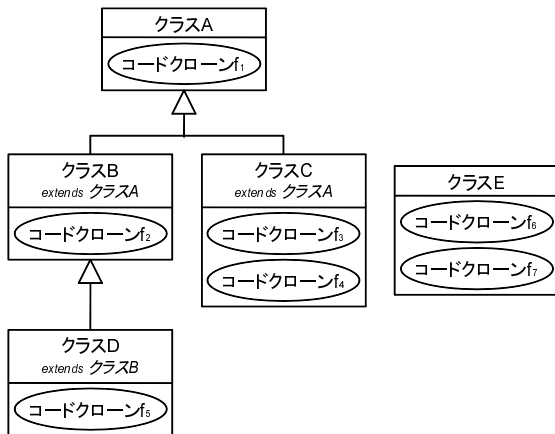 クラスA
コードクローンf₁
クラスB
extends クラスA
コードクローンf₂
クラスC
extends クラスA
コードクローンf₃
コードクローンf₄
クラスE
コードクローンf₆
コードクローンf₇
クラスD
extends クラスB
コードクローンf₅